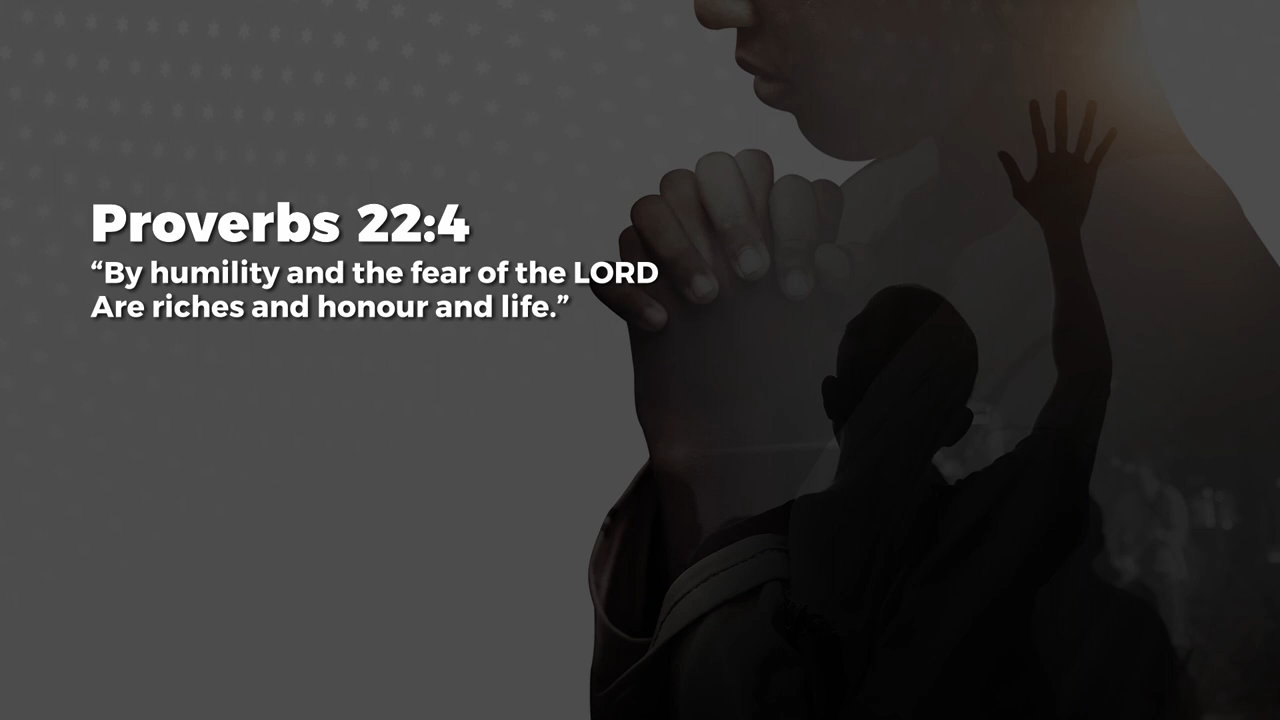 Proverbs 22:4
“By humility and the fear of the LORD
Are riches and honour and life.”